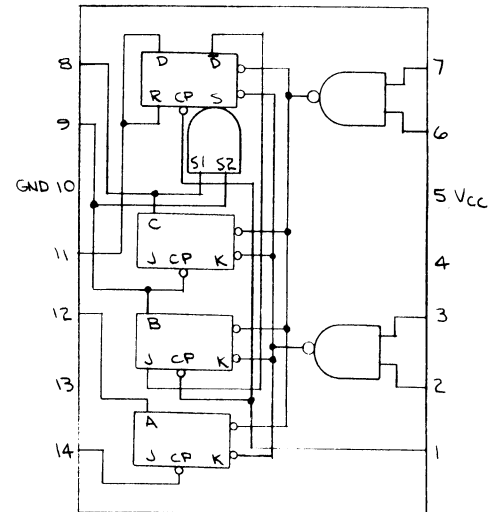 D D̅
R CP S
S1 S2
C
J CP K
B
J CP K
A
J CP K
8
9
GND 10
11
12
13
14
7
6
5 VCC
4
3
2
1